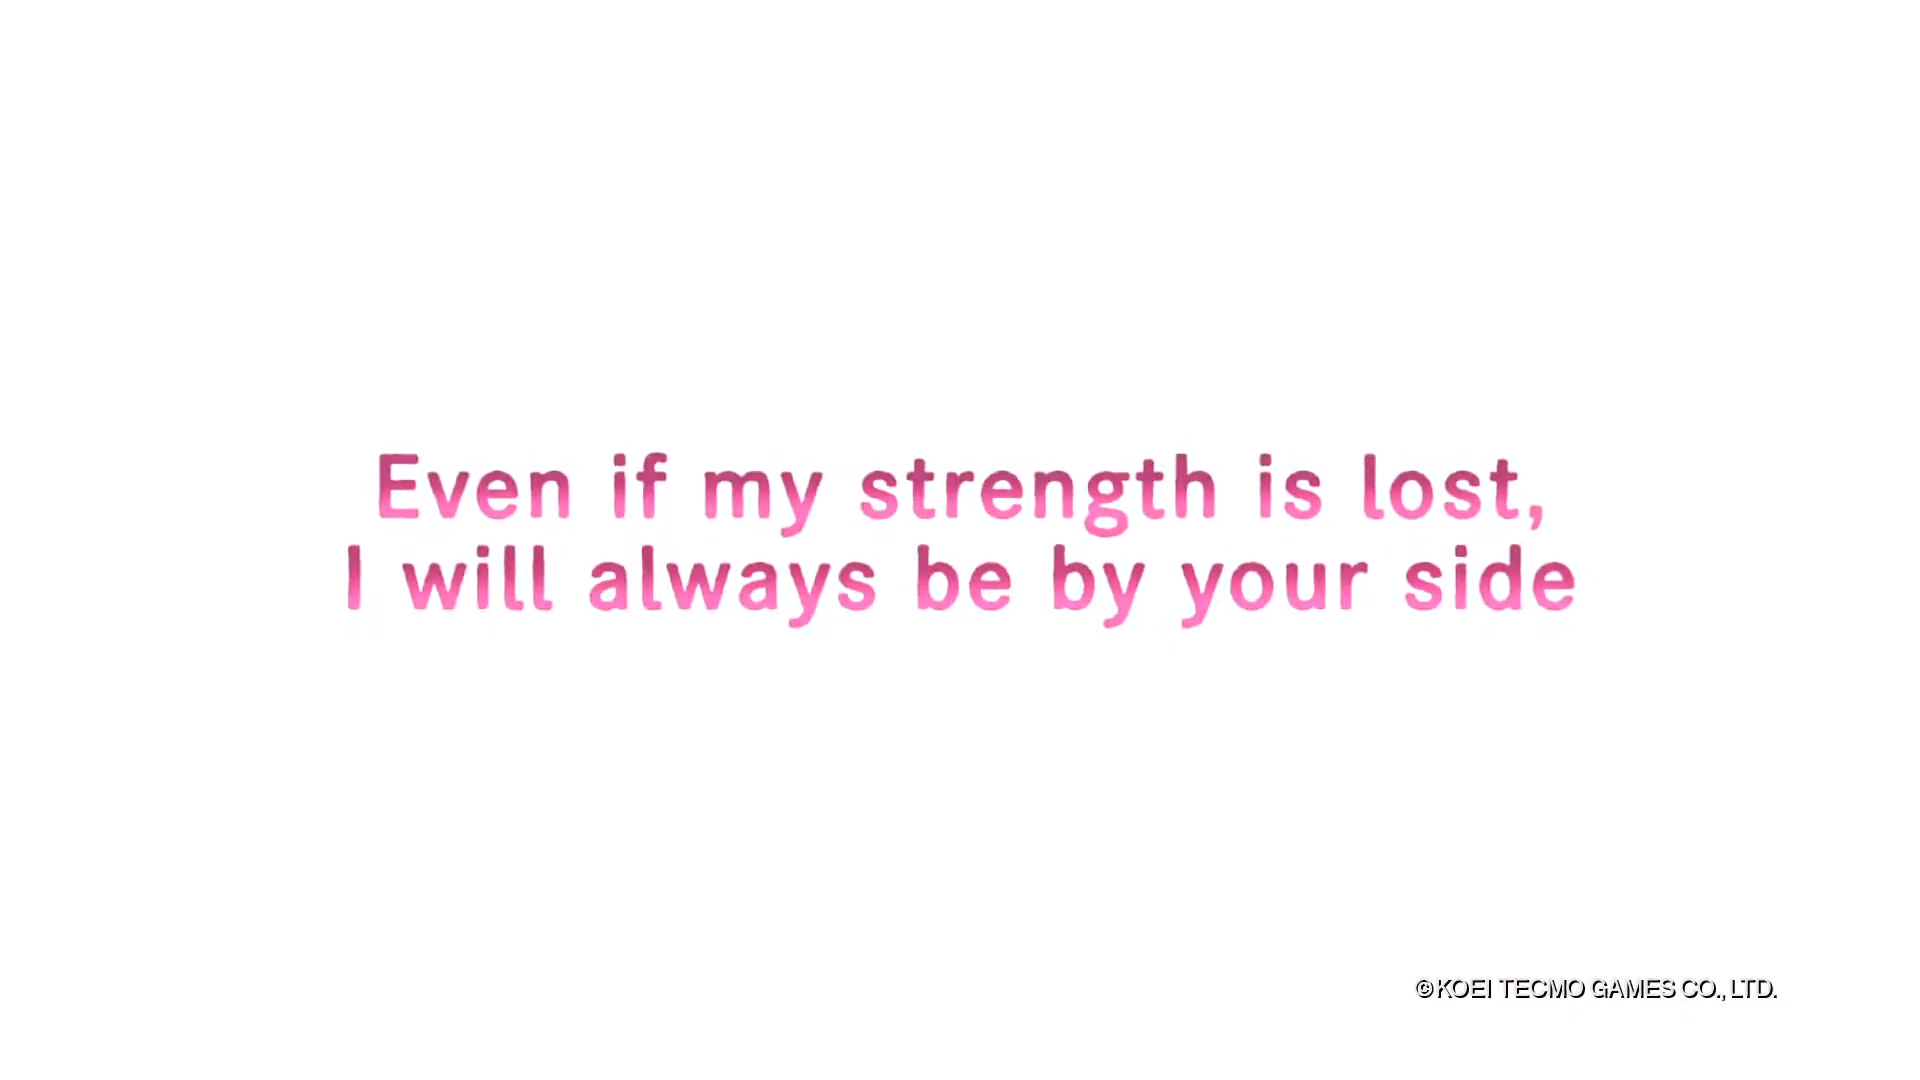 Even if my strength is lost,
I will always be by your side
©KOEI TECMO GAMES CO., LTD.